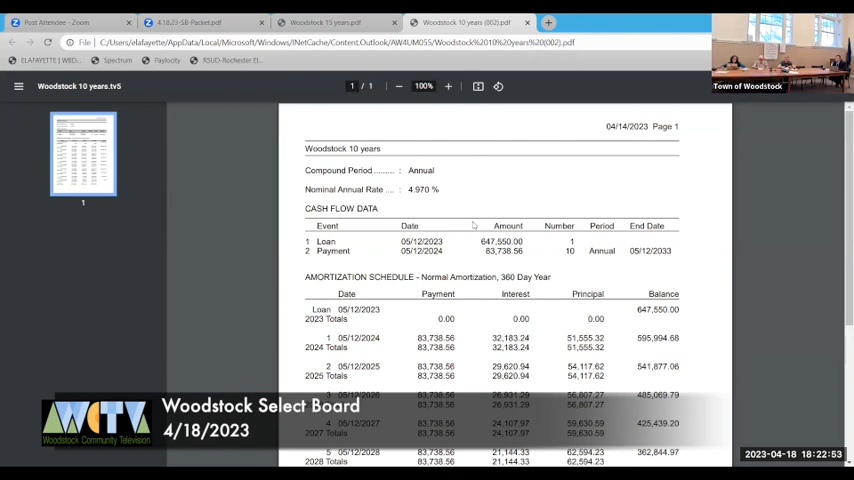 Post Attendee - Zoom
4.18.23-SB-Packet.pdf
Woodstock 15 years.pdf
Woodstock 10 years (002).pdf
File C:/Users/elafayette/AppData/Local/Microsoft/Windows/INetCache/Content.Outlook/AW4UM055/Woodstock%2010%20years%20(002).pdf
ELAFAYETTE | WBD...
Spectrum
Paylocity
RSUD-Rochester El...
Town of Woodstock
Woodstock 10 years.tv5
1 / 1
100%
1
04/14/2023 Page 1
Woodstock 10 years
Compound Period ......... : Annual
Nominal Annual Rate .... : 4.970 %
CASH FLOW DATA
Event Date Amount Number Period End Date
1 Loan 05/12/2023 647,550.00 1
2 Payment 05/12/2024 83,738.56 10 Annual 05/12/2033
AMORTIZATION SCHEDULE - Normal Amortization, 360 Day Year
Date Payment Interest Principal Balance
Loan 05/12/2023 647,550.00
2023 Totals 0.00 0.00 0.00
1 05/12/2024 83,738.56 32,183.24 51,555.32 595,994.68
2024 Totals 83,738.56 32,183.24 51,555.32
2 05/12/2025 83,738.56 29,620.94 54,117.62 541,877.06
2025 Totals 83,738.56 29,620.94 54,117.62
3 05/12/2026 83,738.56 26,931.29 56,807.27 485,069.79
83,738.56 26,931.29 56,807.27
4 05/12/2027 83,738.56 24,107.97 59,630.59 425,439.20
2027 Totals 83,738.56 24,107.97 59,630.59
5 05/12/2028 83,738.56 21,144.33 62,594.23 362,844.97
2028 Totals 83,738.56 21,144.33 62,594.23
WCTV
Woodstock Community Television
Woodstock Select Board
4/18/2023
2023-04-18 18:22:53